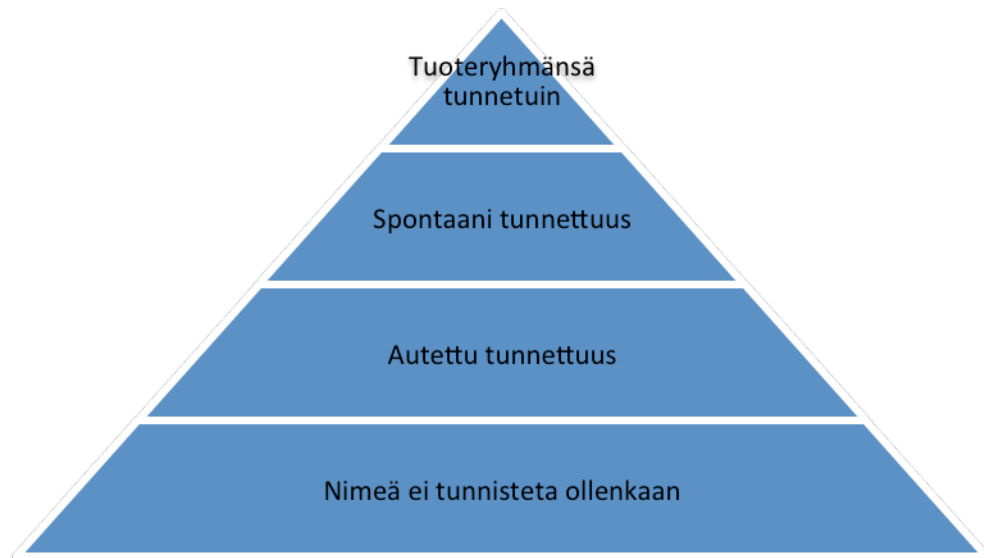 Tuoteryhmänsä
tunnetuin
Spontaani tunnettuus
Autettu tunnettuus
Nimeä ei tunnisteta ollenkaan